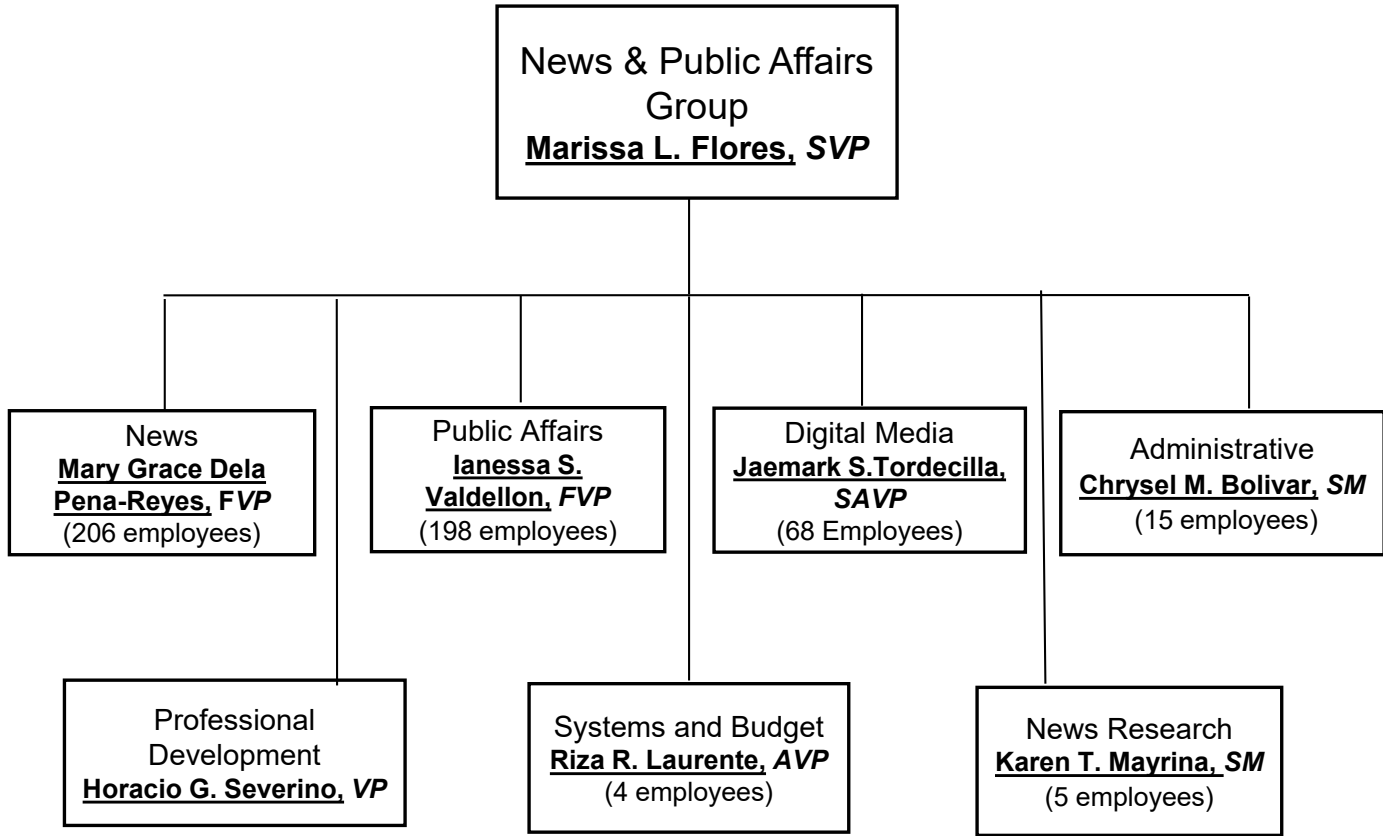 News & Public Affairs
Group
Marissa L. Flores, SVP
News
Mary Grace Dela
Pena-Reyes, FVP
(206 employees)
Public Affairs
Ianessa S.
Valdellon, FVP
(198 employees)
Digital Media
Jaemark S.Tordecilla,
SAVP
(68 Employees)
Administrative
Chrysel M. Bolivar, SM
(15 employees)
Professional
Development
Horacio G. Severino, VP
Systems and Budget
Riza R. Laurente, AVP
(4 employees)
News Research
Karen T. Mayrina, SM
(5 employees)